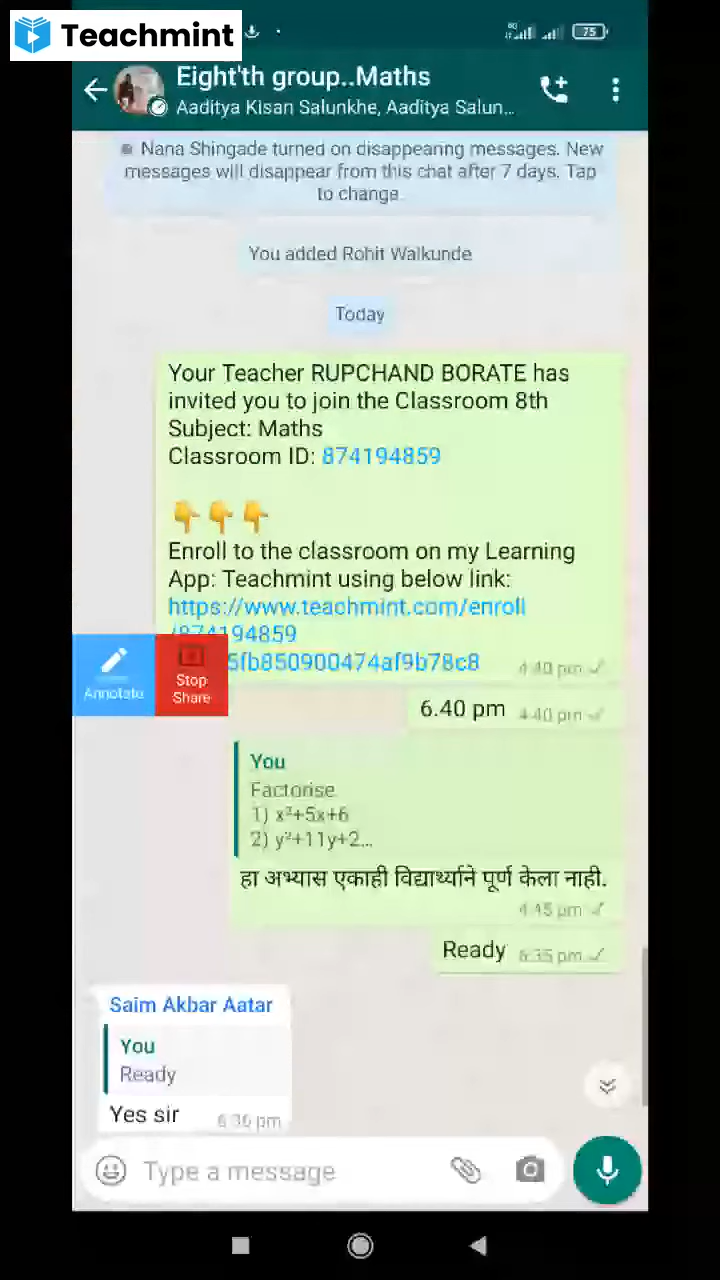 Teachmint
75
Eight'th group..Maths
Aaditya Kisan Salunkhe, Aaditya Salun...
Nana Shingade turned on disappearing messages. New
messages will disappear from this chat after 7 days. Tap
to change.
You added Rohit Walkunde
Today
Your Teacher RUPCHAND BORATE has
invited you to join the Classroom 8th
Subject: Maths
Classroom ID: 874194859
👇👇👇
Enroll to the classroom on my Learning
App: Teachmint using below link:
https://www.teachmint.com/enroll
/874194859
5fb850900474af9b78c8 4:40 pm
Annotate
Stop
Share
6.40 pm 4:40 pm
You
Factorise
1) x²+5x+6
2) y²+11y+2...
हा अभ्यास एकाही विद्यार्थ्याने पूर्ण केला नाही.
4:45 pm
Ready 6:35 pm
Saim Akbar Aatar
You
Ready
Yes sir 6:36 pm
Type a message